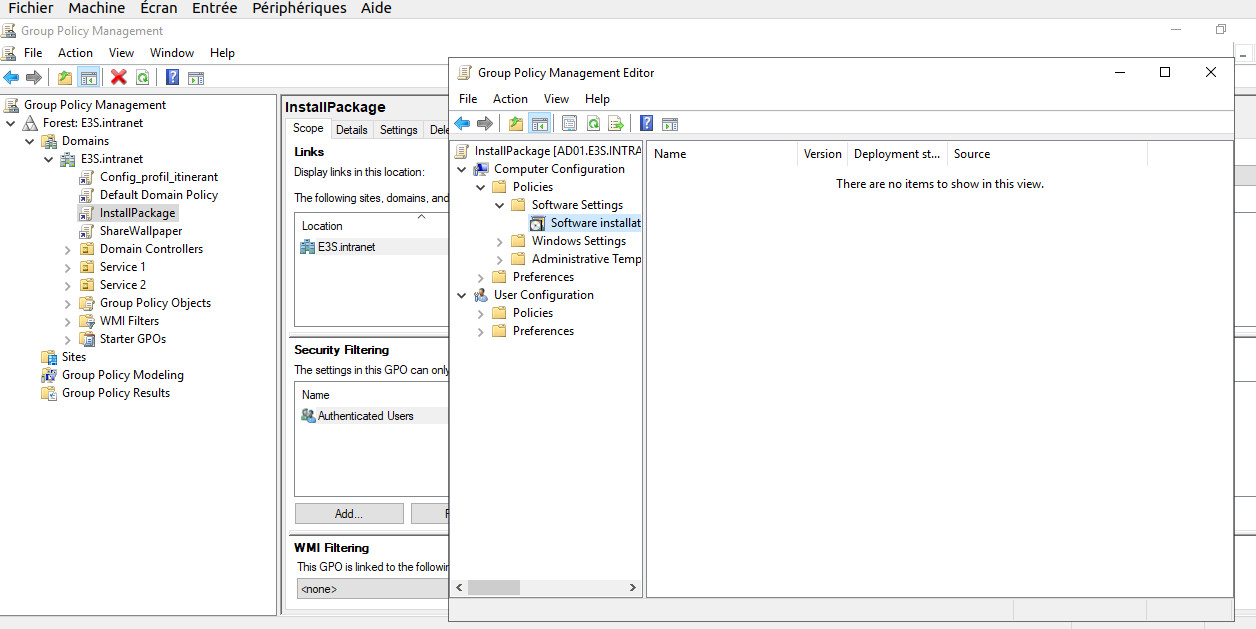 Fichier Machine Écran Entrée Périphériques Aide
Group Policy Management
File Action View Window Help
Group Policy Management
Forest: E3S.intranet
Domains
E3S.intranet
Config_profil_itinerant
Default Domain Policy
InstallPackage
ShareWallpaper
Domain Controllers
Service 1
Service 2
Group Policy Objects
WMI Filters
Starter GPOs
Sites
Group Policy Modeling
Group Policy Results
InstallPackage
Scope Details Settings Dele
Links
Display links in this location:
The following sites, domains, and
Location
E3S.intranet
Security Filtering
The settings in this GPO can only
Name
Authenticated Users
Add...
WMI Filtering
This GPO is linked to the followin
<none>
Group Policy Management Editor
File Action View Help
InstallPackage [AD01.E3S.INTRA
Computer Configuration
Policies
Software Settings
Software installat
Windows Settings
Administrative Temp
Preferences
User Configuration
Policies
Preferences
Name Version Deployment st... Source
There are no items to show in this view.